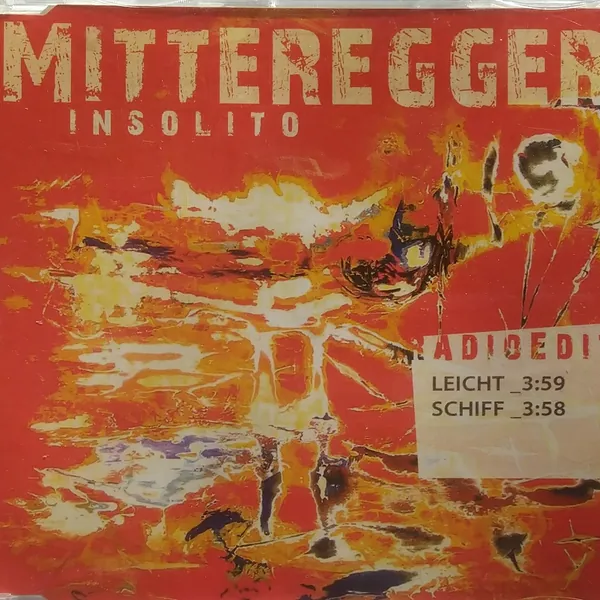 MITTEREGGER
INSOLITO
RADIOEDIT
LEICHT _3:59
SCHIFF _3:58